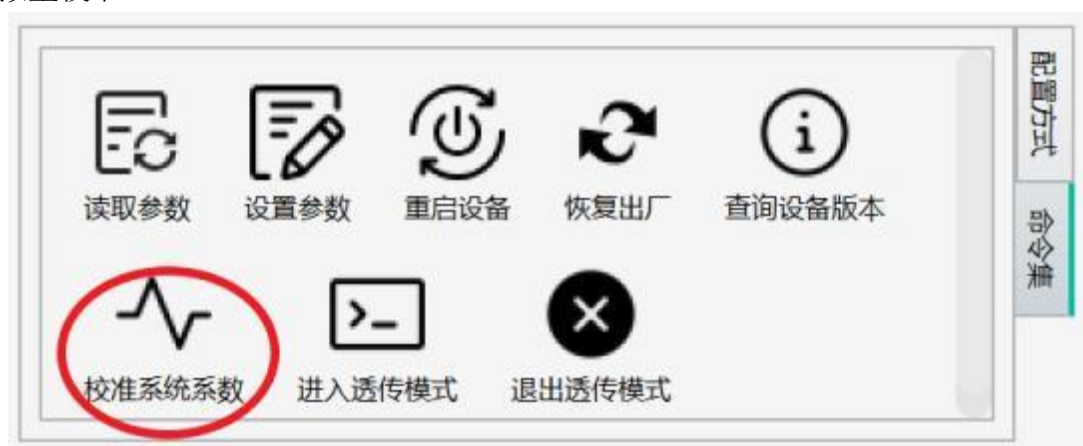 读取参数 设置参数 重启设备 恢复出厂 查询设备版本
校准系统系数 进入透传模式 退出透传模式
配置方式
命令集